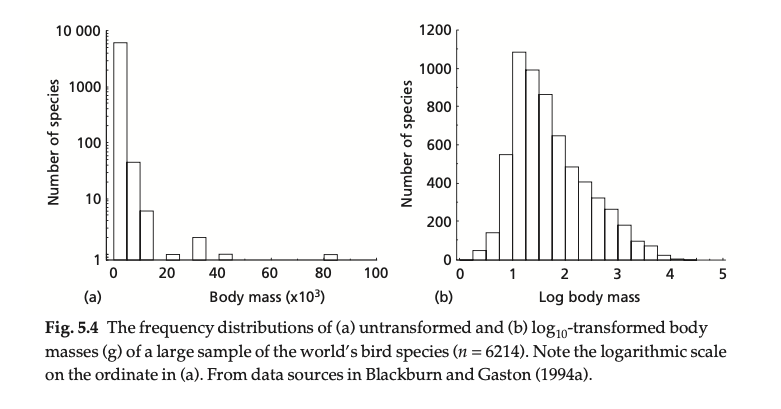 10 000
1000
100
10
1
Number of species
0 20 40 60 80 100
(a) Body mass (x10³)
1200
1000
800
600
400
200
0
Number of species
0 1 2 3 4 5
(b) Log body mass
Fig. 5.4 The frequency distributions of (a) untransformed and (b) log₁₀-transformed body
masses (g) of a large sample of the world's bird species (n = 6214). Note the logarithmic scale
on the ordinate in (a). From data sources in Blackburn and Gaston (1994a).